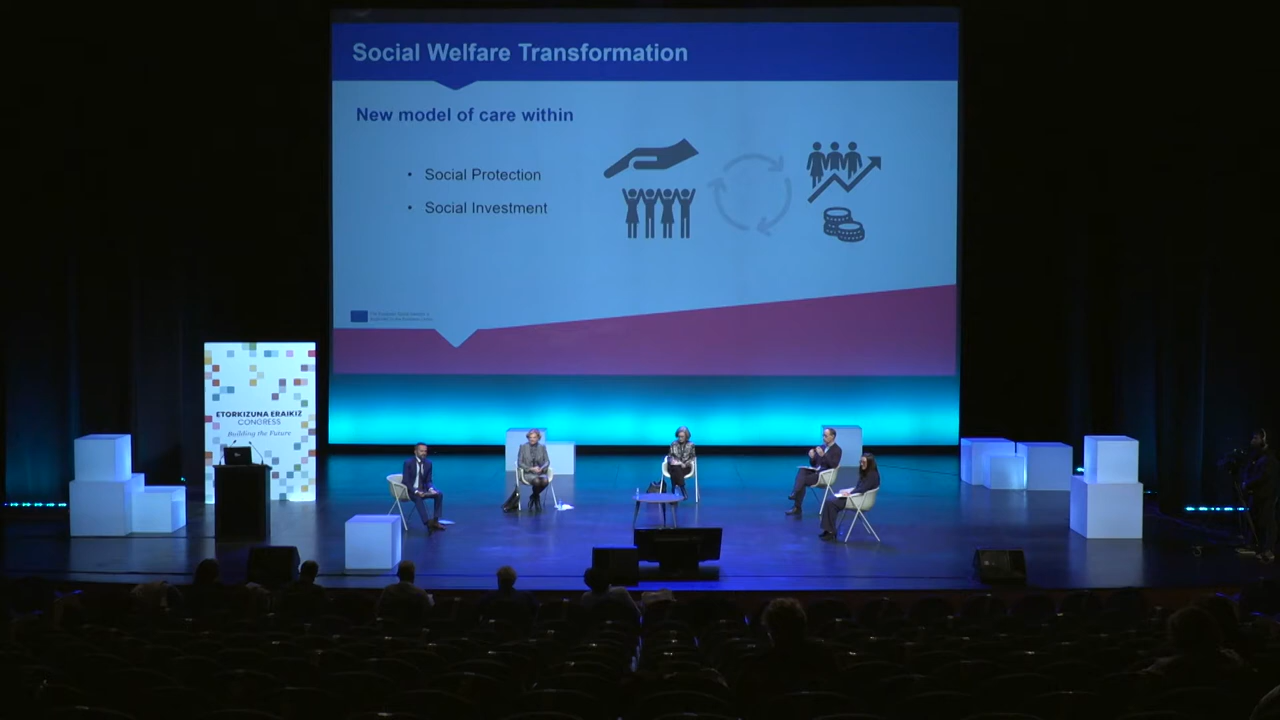 Social Welfare Transformation
New model of care within
• Social Protection
• Social Investment
ETORKIZUNA ERAIKIZ
CONGRESS
Building the Future